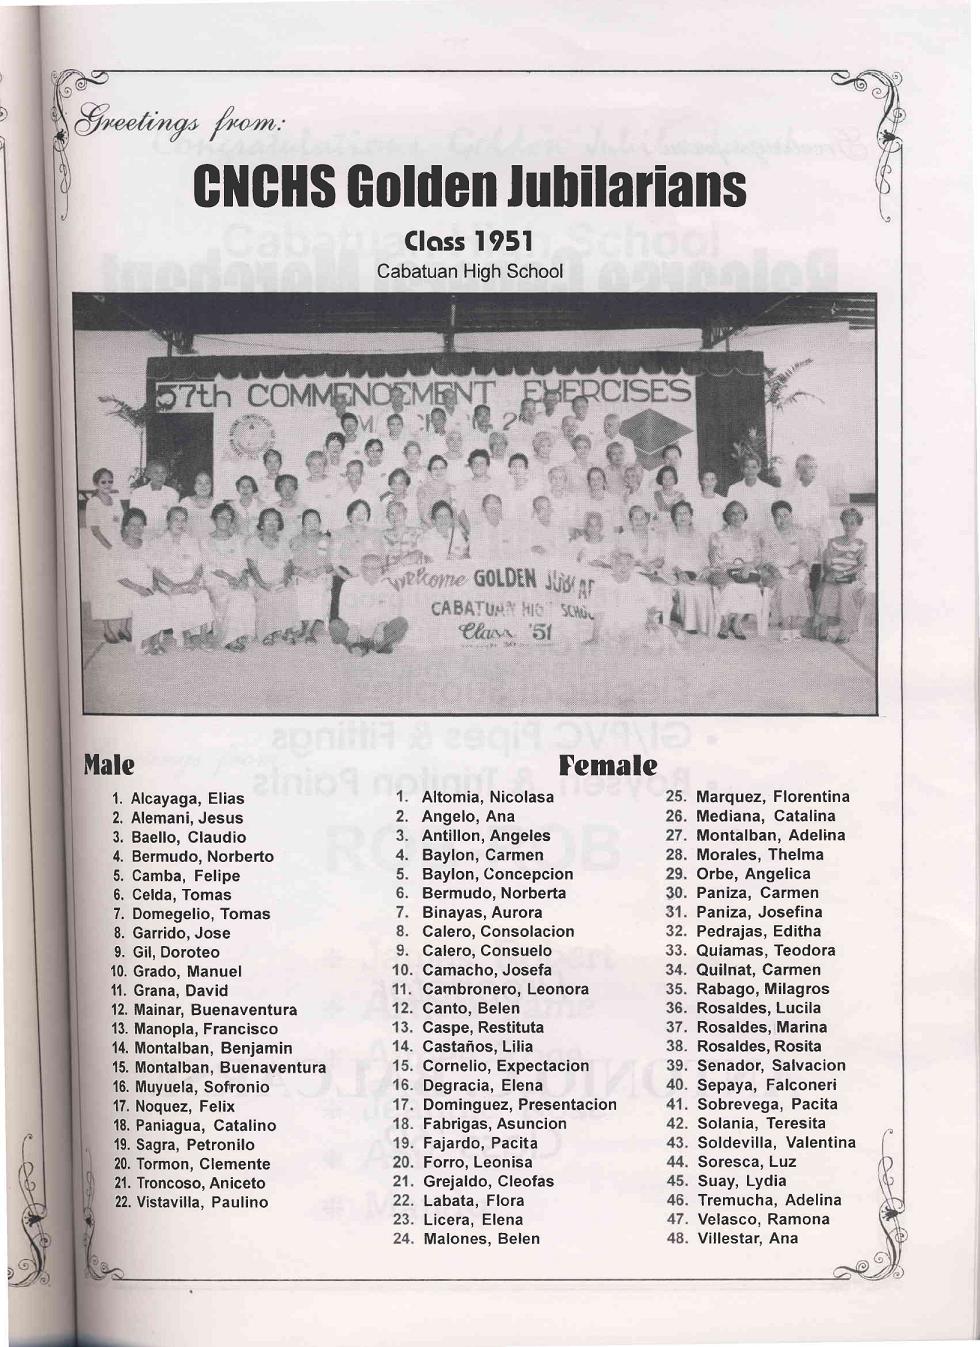 Greetings from:
CNCHS Golden Jubilarians
Class 1951
Cabatuan High School
57th COMMENCEMENT EXERCISES
Welcome GOLDEN
CABATUAN HIGH SCHOOL
Class '51
Male
1. Alcayaga, Elias
2. Alemani, Jesus
3. Baello, Claudio
4. Bermudo, Norberto
5. Camba, Felipe
6. Celda, Tomas
7. Domegelio, Tomas
8. Garrido, Jose
9. Gil, Doroteo
10. Grado, Manuel
11. Grana, David
12. Mainar, Buenaventura
13. Manopla, Francisco
14. Montalban, Benjamin
15. Montalban, Buenaventura
16. Muyuela, Sofronio
17. Noquez, Felix
18. Paniagua, Catalino
19. Sagra, Petronilo
20. Tormon, Clemente
21. Troncoso, Aniceto
22. Vistavilla, Paulino
Female
1. Altomia, Nicolasa
2. Angelo, Ana
3. Antillon, Angeles
4. Baylon, Carmen
5. Baylon, Concepcion
6. Bermudo, Norberta
7. Binayas, Aurora
8. Calero, Consolacion
9. Calero, Consuelo
10. Camacho, Josefa
11. Cambronero, Leonora
12. Canto, Belen
13. Caspe, Restituta
14. Castaños, Lilia
15. Cornelio, Expectacion
16. Degracia, Elena
17. Dominguez, Presentacion
18. Fabrigas, Asuncion
19. Fajardo, Pacita
20. Forro, Leonisa
21. Grejaldo, Cleofas
22. Labata, Flora
23. Licera, Elena
24. Malones, Belen
25. Marquez, Florentina
26. Mediana, Catalina
27. Montalban, Adelina
28. Morales, Thelma
29. Orbe, Angelica
30. Paniza, Carmen
31. Paniza, Josefina
32. Pedrajas, Editha
33. Quiamas, Teodora
34. Quilnat, Carmen
35. Rabago, Milagros
36. Rosaldes, Lucila
37. Rosaldes, Marina
38. Rosaldes, Rosita
39. Senador, Salvacion
40. Sepaya, Falconeri
41. Sobrevega, Pacita
42. Solania, Teresita
43. Soldevilla, Valentina
44. Soresca, Luz
45. Suay, Lydia
46. Tremucha, Adelina
47. Velasco, Ramona
48. Villestar, Ana